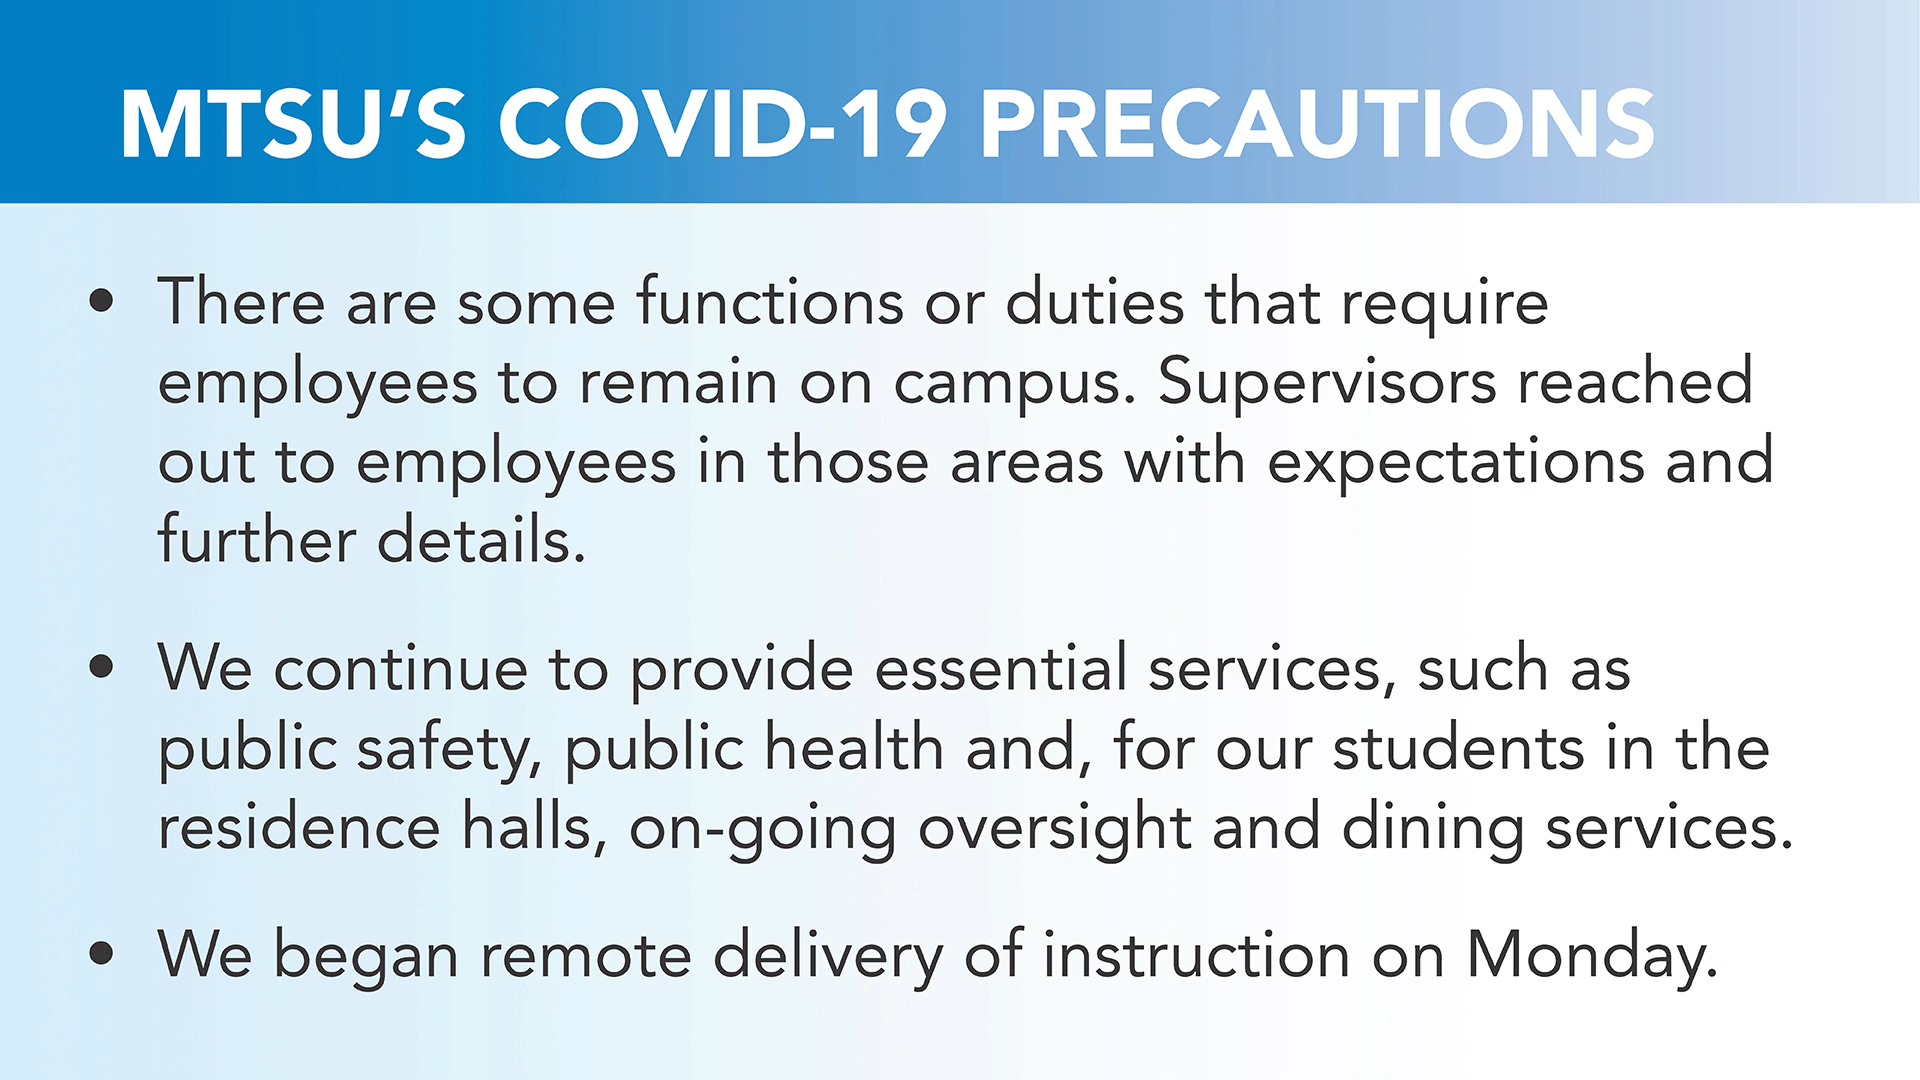 MTSU’S COVID-19 PRECAUTIONS
• There are some functions or duties that require
employees to remain on campus. Supervisors reached
out to employees in those areas with expectations and
further details.
• We continue to provide essential services, such as
public safety, public health and, for our students in the
residence halls, on-going oversight and dining services.
• We began remote delivery of instruction on Monday.